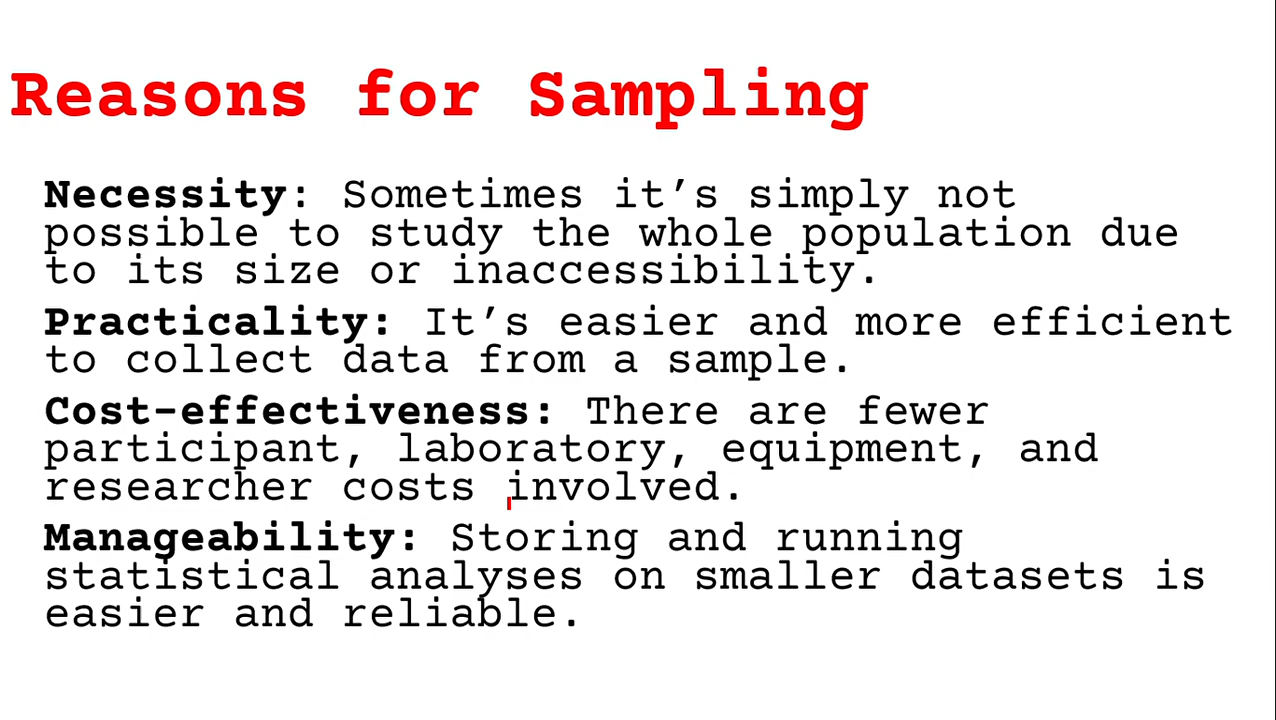 Reasons for Sampling
Necessity: Sometimes it’s simply not
possible to study the whole population due
to its size or inaccessibility.
Practicality: It’s easier and more efficient
to collect data from a sample.
Cost-effectiveness: There are fewer
participant, laboratory, equipment, and
researcher costs involved.
Manageability: Storing and running
statistical analyses on smaller datasets is
easier and reliable.